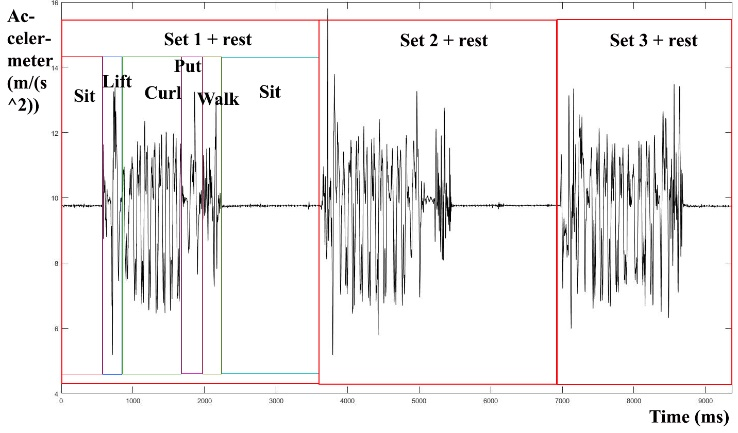 Ac-
celer-
meter
(m/(s
^2))
16
14
12
10
8
6
4
Set 1 + rest
Set 2 + rest
Set 3 + rest
Put
Lift
Sit
Curl
Walk
Sit
0
1000
2000
3000
4000
5000
6000
7000
8000
9000
Time (ms)